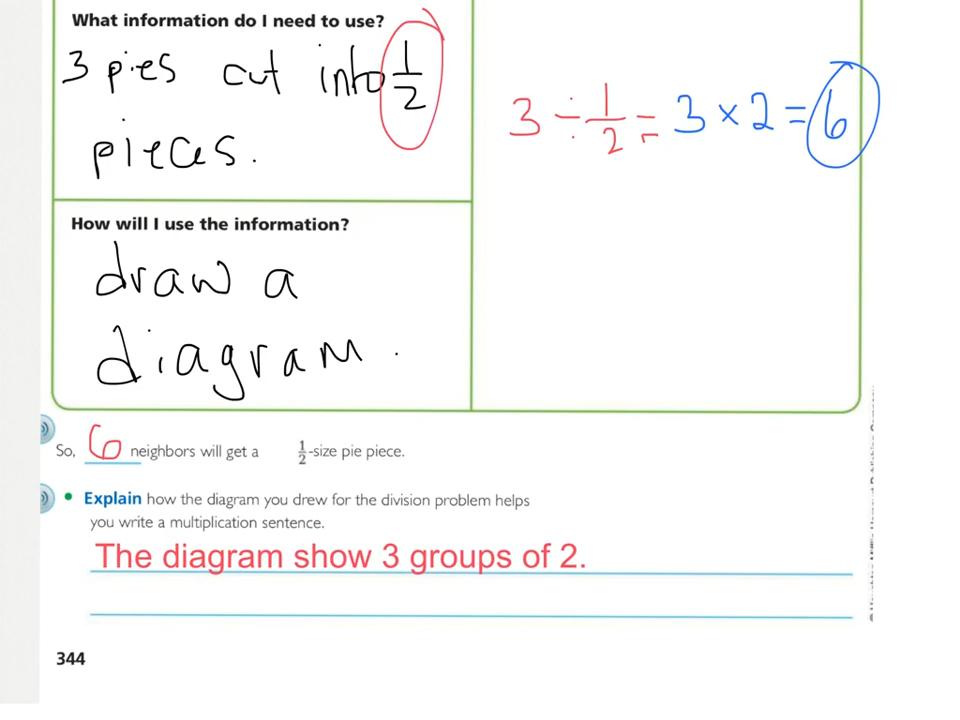 What information do I need to use?
3 pies cut into 1/2
pieces.
3 ÷ 1/2 = 3 × 2 = 6
How will I use the information?
draw a
diagram.
So, 6 neighbors will get a 1/2-size pie piece.
• Explain how the diagram you drew for the division problem helps
you write a multiplication sentence.
The diagram show 3 groups of 2.
344